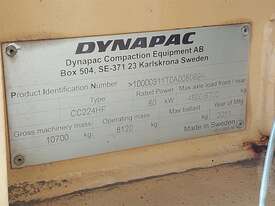 DYNAPAC
Dynapac Compaction Equipment AB
Box 504, SE-371 23 Karlskrona Sweden
Product Identification Number
Type Rated Power Max axle load front / rear
CC224HF 60 kW kg
Gross machinery mass Operating mass Max ballast Year of Mfg
10700 kg 8120 kg kg
Made in Sweden